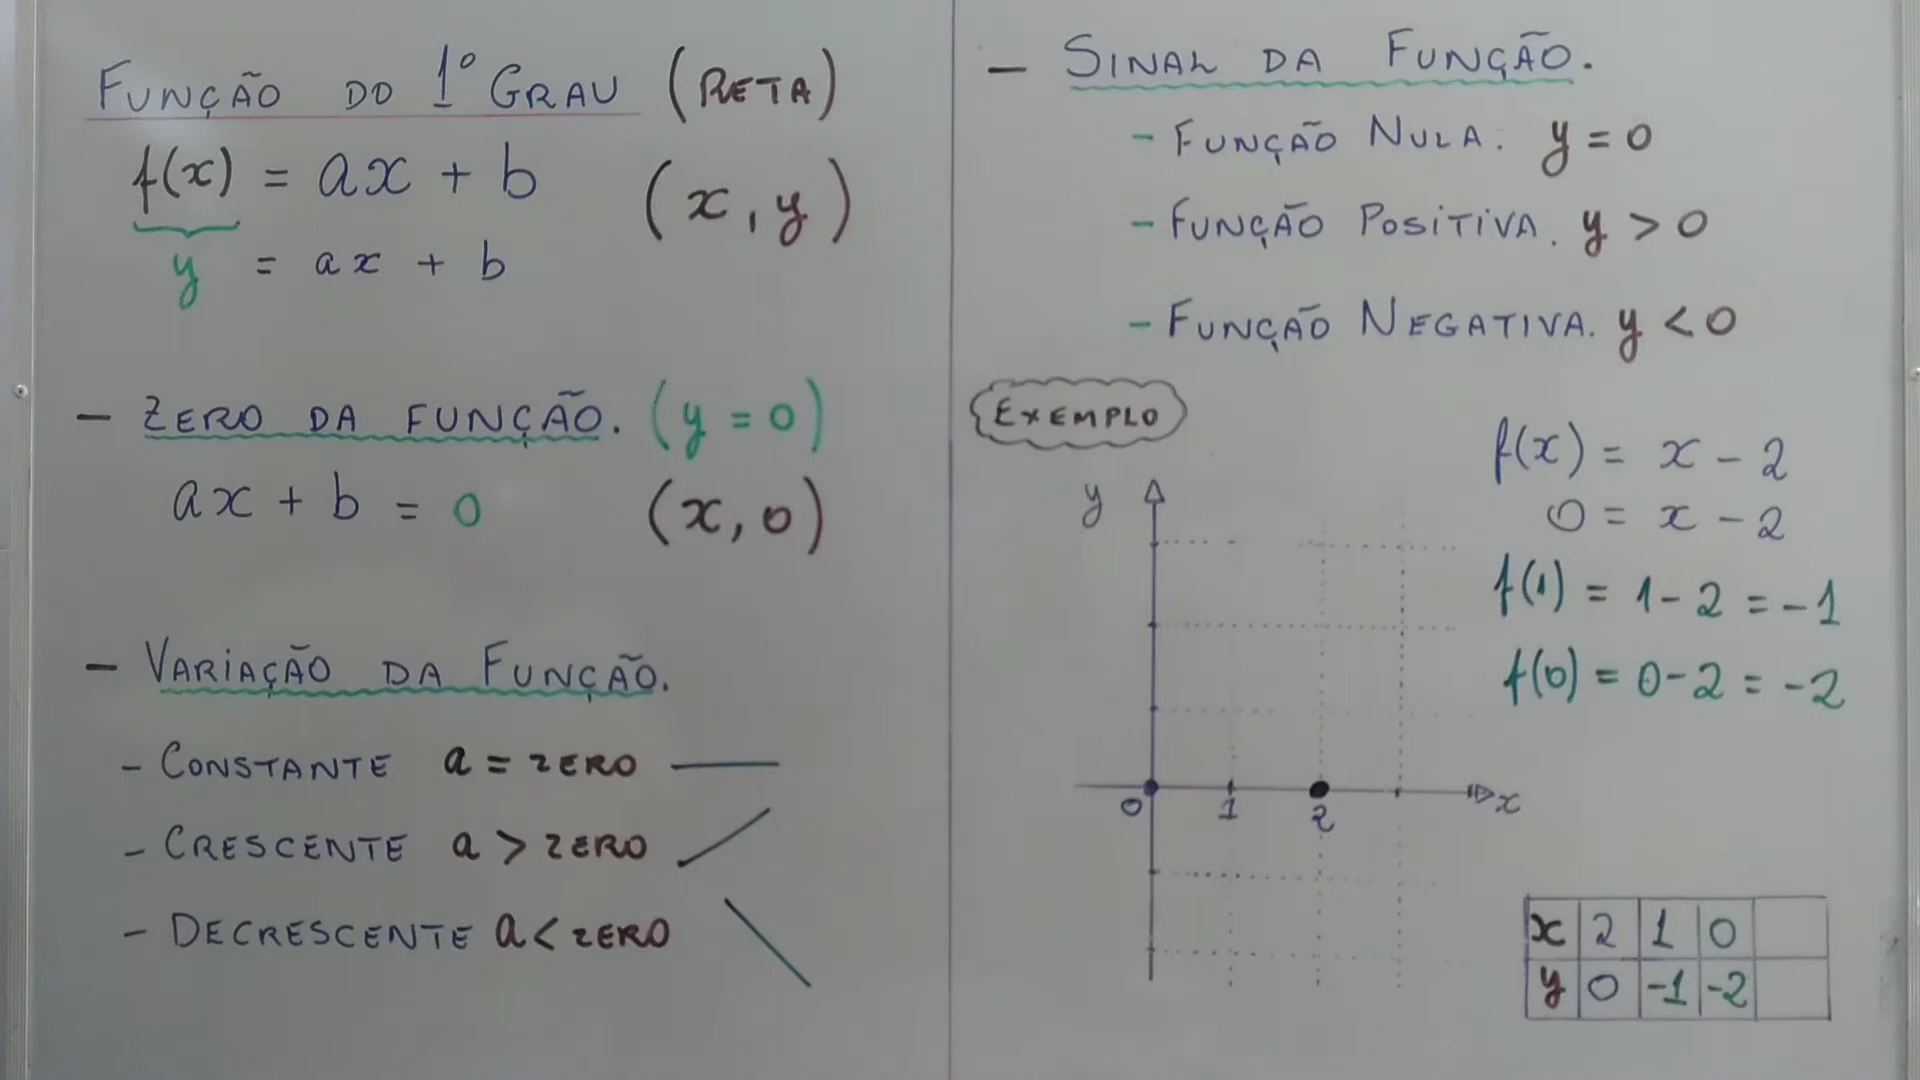 FUNÇÃO DO 1º GRAU (RETA)
f(x) = ax + b (x, y)
y = ax + b
– ZERO DA FUNÇÃO. (y = 0)
ax + b = 0 (x, 0)
– VARIAÇÃO DA FUNÇÃO.
- CONSTANTE a = ZERO
- CRESCENTE a > ZERO
- DECRESCENTE a < ZERO
– SINAL DA FUNÇÃO.
- FUNÇÃO NULA: y = 0
- FUNÇÃO POSITIVA. y > 0
- FUNÇÃO NEGATIVA. y < 0
EXEMPLO
f(x) = x - 2
0 = x - 2
f(1) = 1 - 2 = -1
f(0) = 0 - 2 = -2
y
0 1 2 x
x 2 1 0
y 0 -1 -2